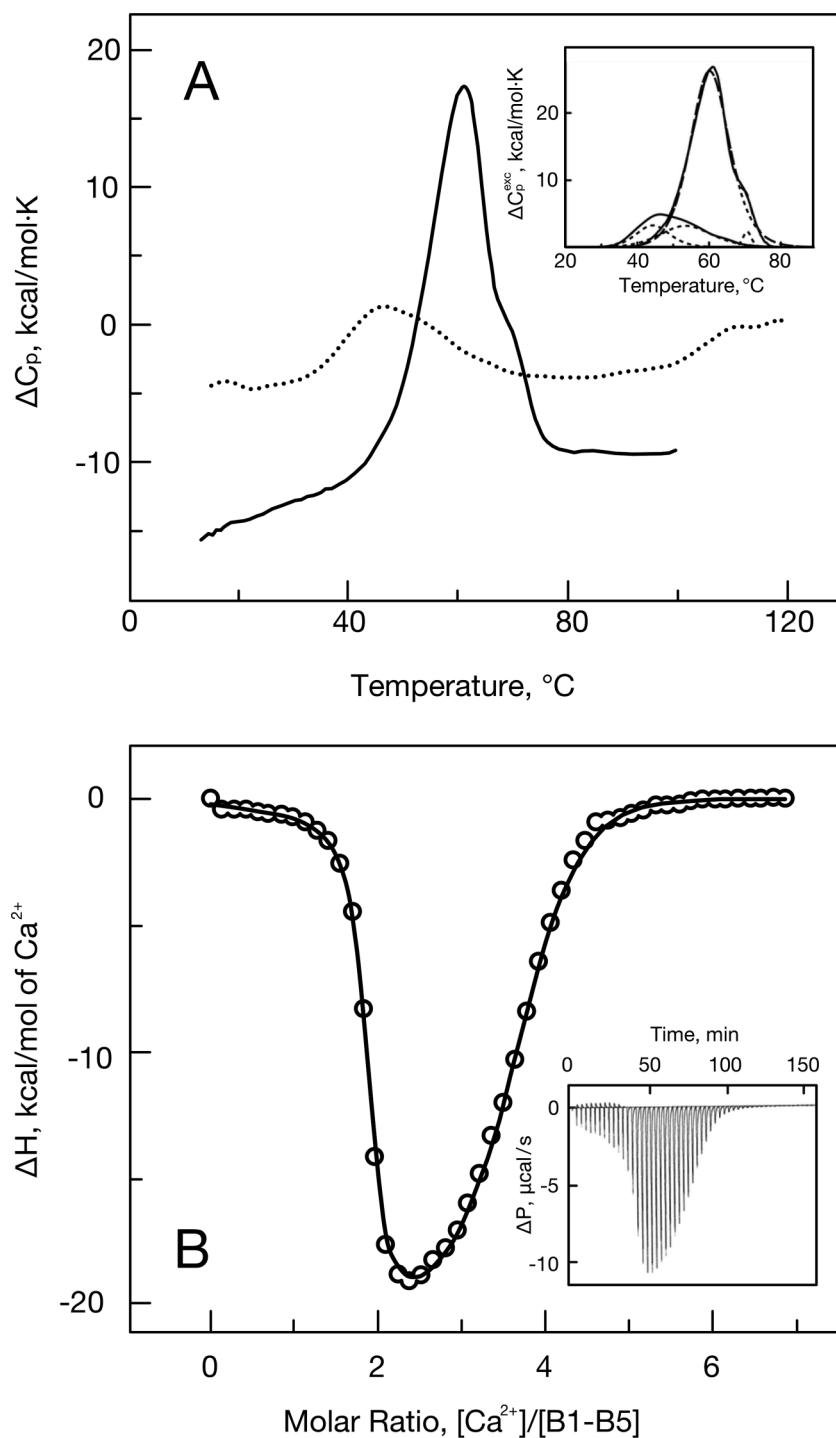 A
20
10
0
-10
ΔCₚ, kcal/mol·K
0
40
80
120
Temperature, °C
20
10
ΔCₚᵉˣᶜ, kcal/mol·K
20
40
60
80
Temperature, °C
B
0
-10
-20
ΔH, kcal/mol of Ca²⁺
0
2
4
6
Molar Ratio, [Ca²⁺]/[B1-B5]
Time, min
0
50
100
150
0
-5
-10
ΔP, μcal/s